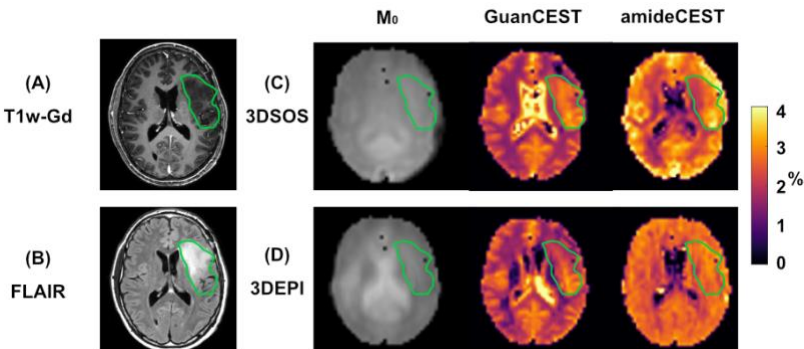 M₀ GuanCEST amideCEST
(A) (C)
T1w-Gd 3DSOS
4
3
2 %
1
0
(B) (D)
FLAIR 3DEPI